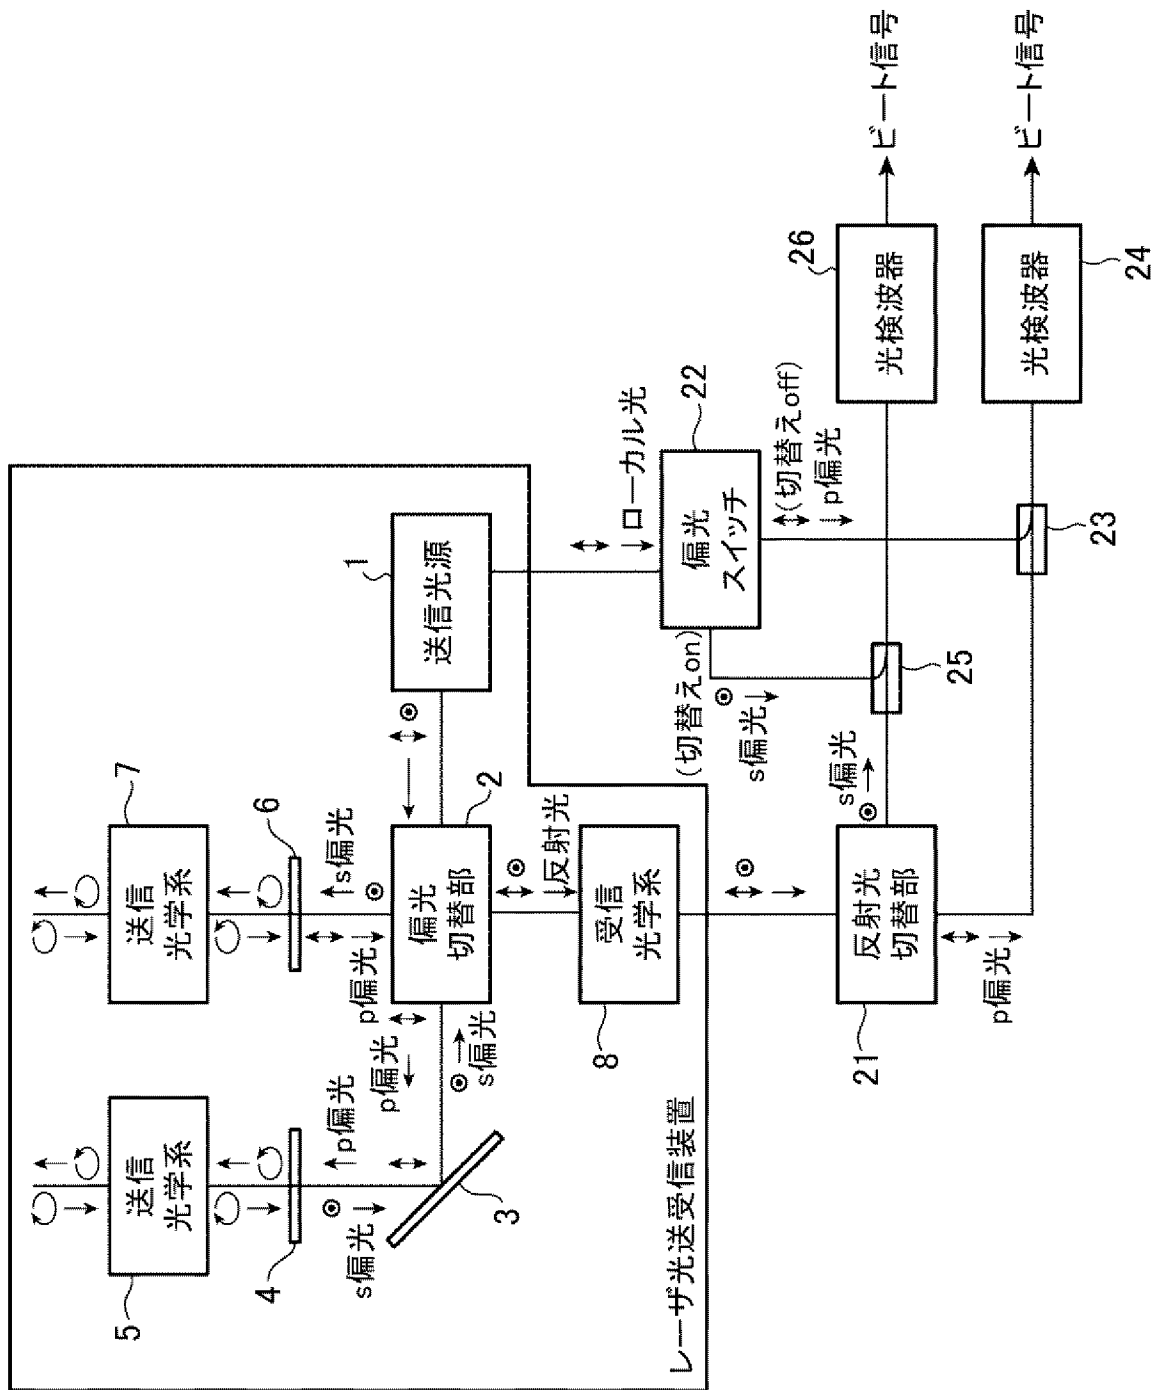 7
送信
光学系
6
s偏光
p偏光
5
送信
光学系
4
p偏光
s偏光
3
p偏光
s偏光
偏光
切替部
2
送信光源
1
反射光
受信
光学系
8
レーザ光送受信装置
ローカル光
偏光
スイッチ
22
(切替えon)
s偏光
(切替えoff)
p偏光
反射光
切替部
21
s偏光
p偏光
25
23
光検波器
26
ビート信号
光検波器
24
ビート信号